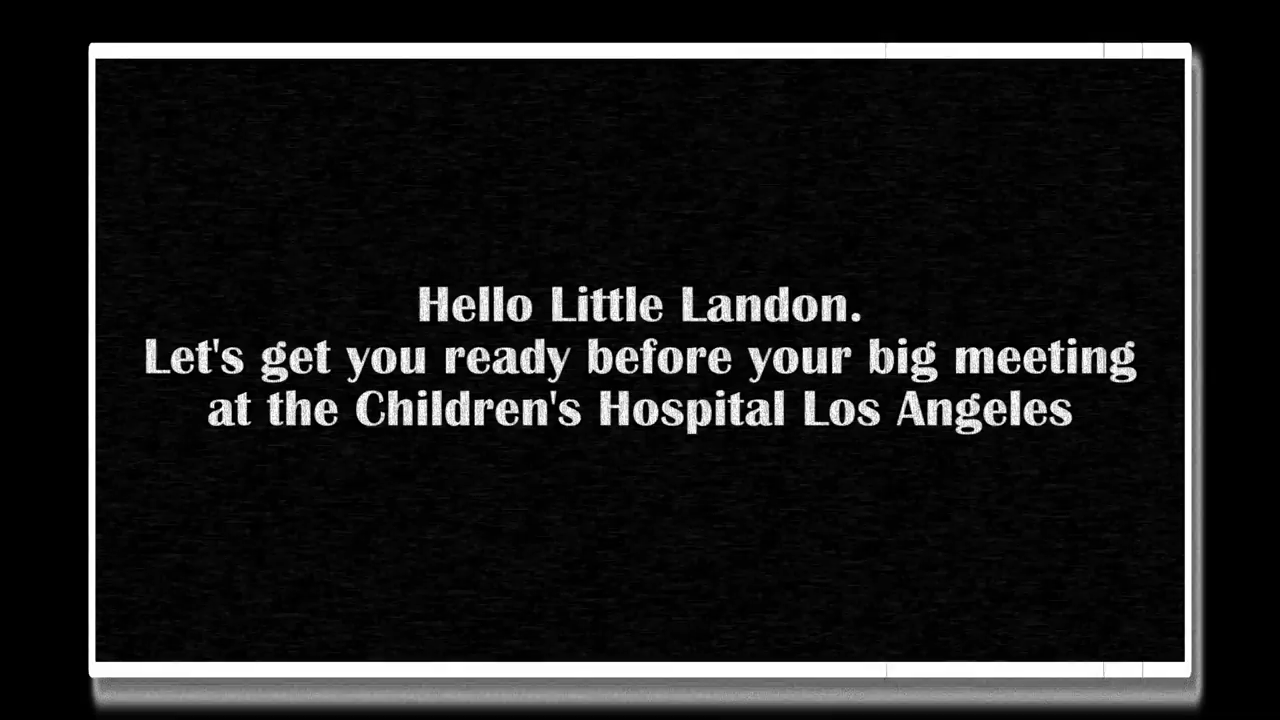 Hello Little Landon.
Let's get you ready before your big meeting
at the Children's Hospital Los Angeles